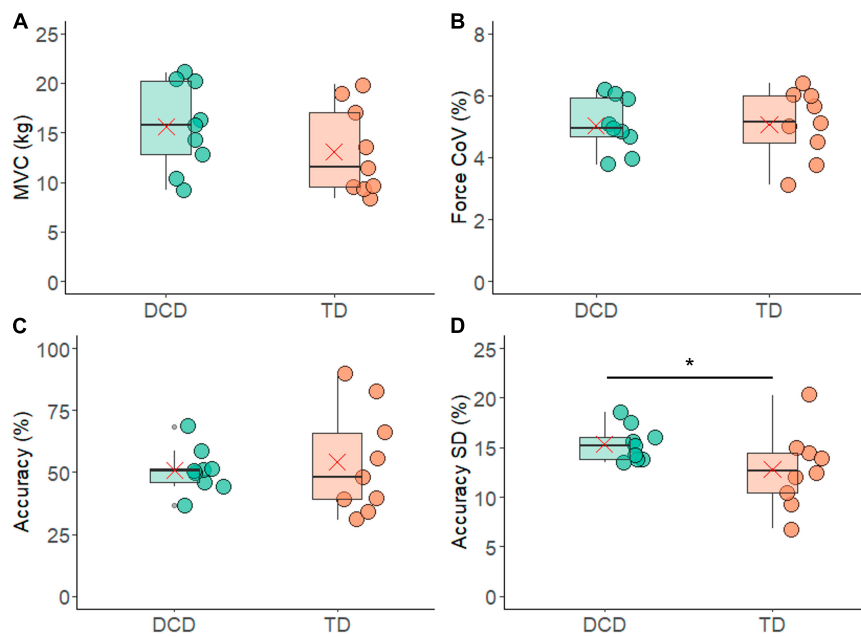 A
MVC (kg)
25
20
15
10
5
0
DCD TD
B
Force CoV (%)
8
6
4
2
0
DCD TD
C
Accuracy (%)
100
75
50
25
0
DCD TD
D
Accuracy SD (%)
25
20
15
10
5
0
*
DCD TD